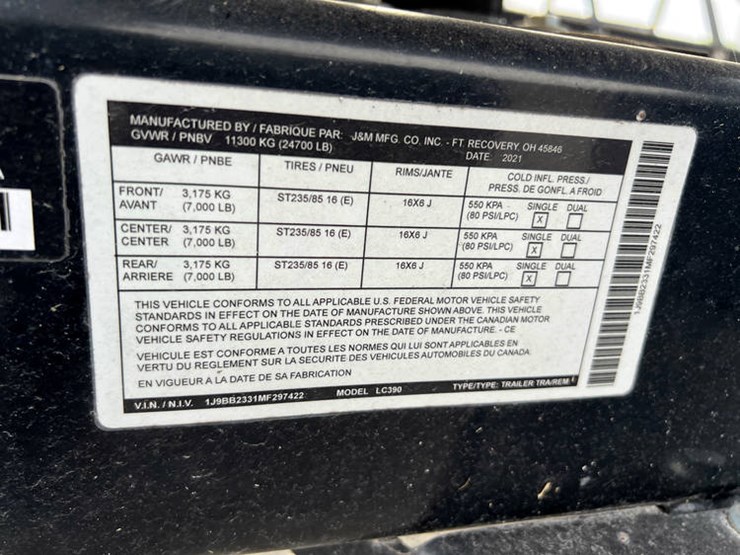 MANUFACTURED BY / FABRIQUE PAR: J&M MFG. CO. INC. - FT. RECOVERY, OH 45846
GVWR / PNBV 11300 KG (24700 LB) DATE 2021
GAWR / PNBE TIRES / PNEU RIMS/JANTE COLD INFL. PRESS./
PRESS. DE GONFL. A FROID
FRONT/ 3,175 KG ST235/85 16 (E) 16X6 J 550 KPA - SINGLE DUAL
AVANT (7,000 LB) (80 PSI/LPC) X
CENTER/ 3,175 KG ST235/85 16 (E) 16X6 J 550 KPA SINGLE DUAL
CENTER (7,000 LB) (80 PSI/LPC) X
REAR/ 3,175 KG ST235/85 16 (E) 16X6 J 550 KPA SINGLE DUAL
ARRIERE (7,000 LB) (80 PSI/LPC) X
THIS VEHICLE CONFORMS TO ALL APPLICABLE U.S. FEDERAL MOTOR VEHICLE SAFETY
STANDARDS IN EFFECT ON THE DATE OF MANUFACTURE SHOWN ABOVE. THIS VEHICLE
CONFORMS TO ALL APPLICABLE STANDARDS PRESCRIBED UNDER THE CANADIAN MOTOR
VEHICLE SAFETY REGULATIONS IN EFFECT ON THE DATE OF MANUFACTURE. - CE
VEHICULE EST CONFORME A TOUTES LE NORMES QUI LUI SONT APPLICABLES EN
VERTU DU REGLEMENT SUR LA SECURITE DES VEHICULES AUTOMOBILES DU CANADA
EN VIGUEUR A LA DATE DE SA FABRICATION
V.I.N. / N.I.V. 1J9BB2331MF297422 MODEL LC390 TYPE/TYPE: TRAILER TRA/REM
1J9BB2331MF297422